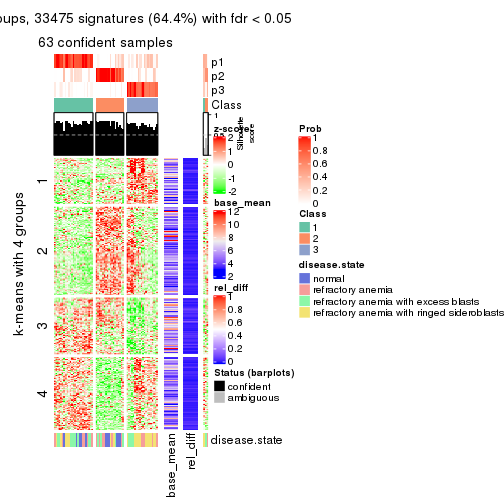 oups, 33475 signatures (64.4%) with fdr < 0.05
63 confident samples
p1
p2
p3
Class
1
Silhouette
score
z-score
2
1
0
-1
-2
base_mean
12
10
8
6
4
2
rel_diff
1
0.8
0.6
0.4
0.2
0
Status (barplots)
confident
ambiguous
Prob
1
0.8
0.6
0.4
0.2
0
Class
1
2
3
disease.state
normal
refractory anemia
refractory anemia with excess blasts
refractory anemia with ringed sideroblasts
k-means with 4 groups
1
2
3
4
disease.state
base_mean
rel_diff